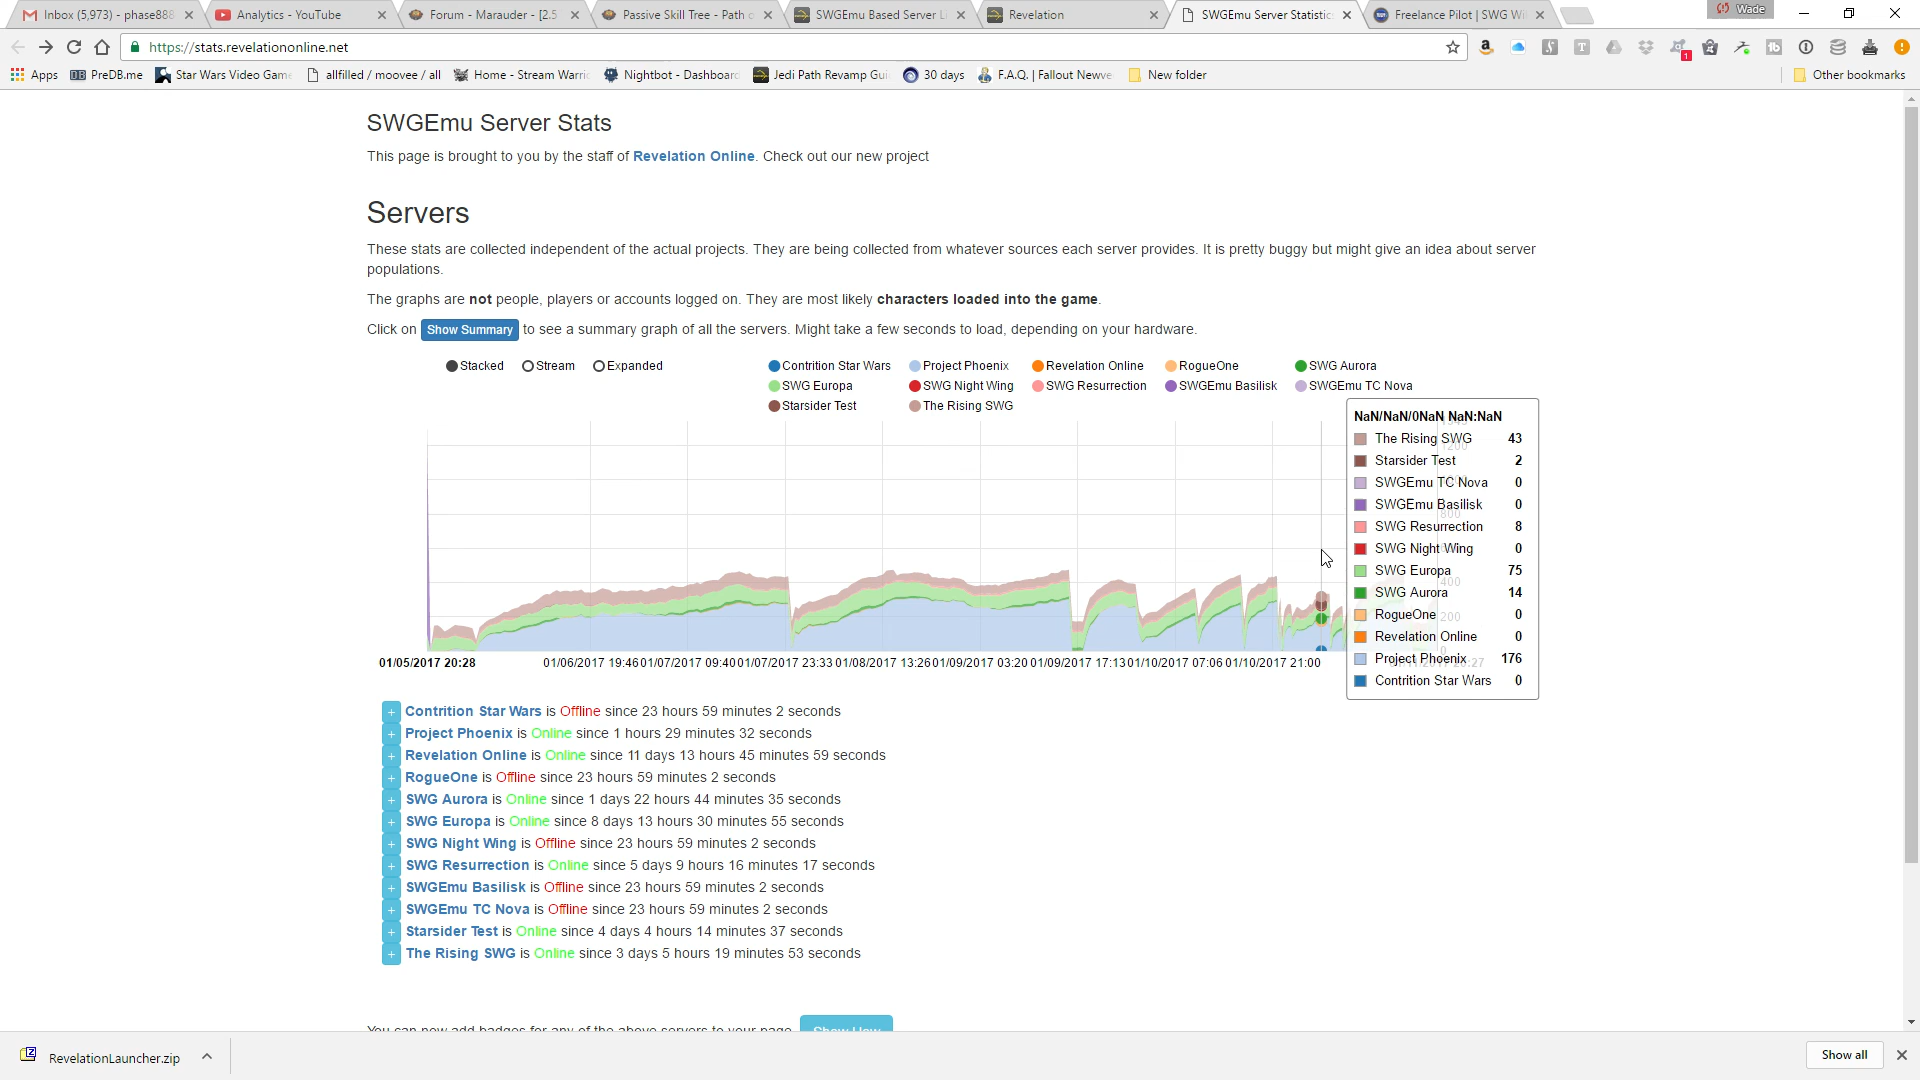 Inbox (5,973) - phase888
Analytics - YouTube
Forum - Marauder - [2.5
Passive Skill Tree - Path o
SWGEmu Based Server Li
Revelation
SWGEmu Server Statistic
Freelance Pilot | SWG Wi
Wade
https://stats.revelationonline.net
Apps
PreDB.me
Star Wars Video Game
allfilled / moovee / all
Home - Stream Warrio
Nightbot - Dashboard
Jedi Path Revamp Gui
30 days
F.A.Q. | Fallout Newve
New folder
Other bookmarks
SWGEmu Server Stats
This page is brought to you by the staff of Revelation Online. Check out our new project
Servers
These stats are collected independent of the actual projects. They are being collected from whatever sources each server provides. It is pretty buggy but might give an idea about server
populations.
The graphs are not people, players or accounts logged on. They are most likely characters loaded into the game.
Click on Show Summary to see a summary graph of all the servers. Might take a few seconds to load, depending on your hardware.
Stacked Stream Expanded
Contrition Star Wars Project Phoenix Revelation Online RogueOne SWG Aurora
SWG Europa SWG Night Wing SWG Resurrection SWGEmu Basilisk SWGEmu TC Nova
Starsider Test The Rising SWG
NaN/NaN/0NaN NaN:NaN
The Rising SWG 43
Starsider Test 2
SWGEmu TC Nova 0
SWGEmu Basilisk 0
SWG Resurrection 8
SWG Night Wing 0
SWG Europa 75
SWG Aurora 14
RogueOne 0
Revelation Online 0
Project Phoenix 176
Contrition Star Wars 0
1200
800
400
200
0
01/05/2017 20:28 01/06/2017 19:46 01/07/2017 09:40 01/07/2017 23:33 01/08/2017 13:26 01/09/2017 03:20 01/09/2017 17:13 01/10/2017 07:06 01/10/2017 21:00
+ Contrition Star Wars is Offline since 23 hours 59 minutes 2 seconds
+ Project Phoenix is Online since 1 hours 29 minutes 32 seconds
+ Revelation Online is Online since 11 days 13 hours 45 minutes 59 seconds
+ RogueOne is Offline since 23 hours 59 minutes 2 seconds
+ SWG Aurora is Online since 1 days 22 hours 44 minutes 35 seconds
+ SWG Europa is Online since 8 days 13 hours 30 minutes 55 seconds
+ SWG Night Wing is Offline since 23 hours 59 minutes 2 seconds
+ SWG Resurrection is Online since 5 days 9 hours 16 minutes 17 seconds
+ SWGEmu Basilisk is Offline since 23 hours 59 minutes 2 seconds
+ SWGEmu TC Nova is Offline since 23 hours 59 minutes 2 seconds
+ Starsider Test is Online since 4 days 4 hours 14 minutes 37 seconds
+ The Rising SWG is Online since 3 days 5 hours 19 minutes 53 seconds
You can now add badges for any of the above servers to your page Show How
RevelationLauncher.zip
Show all